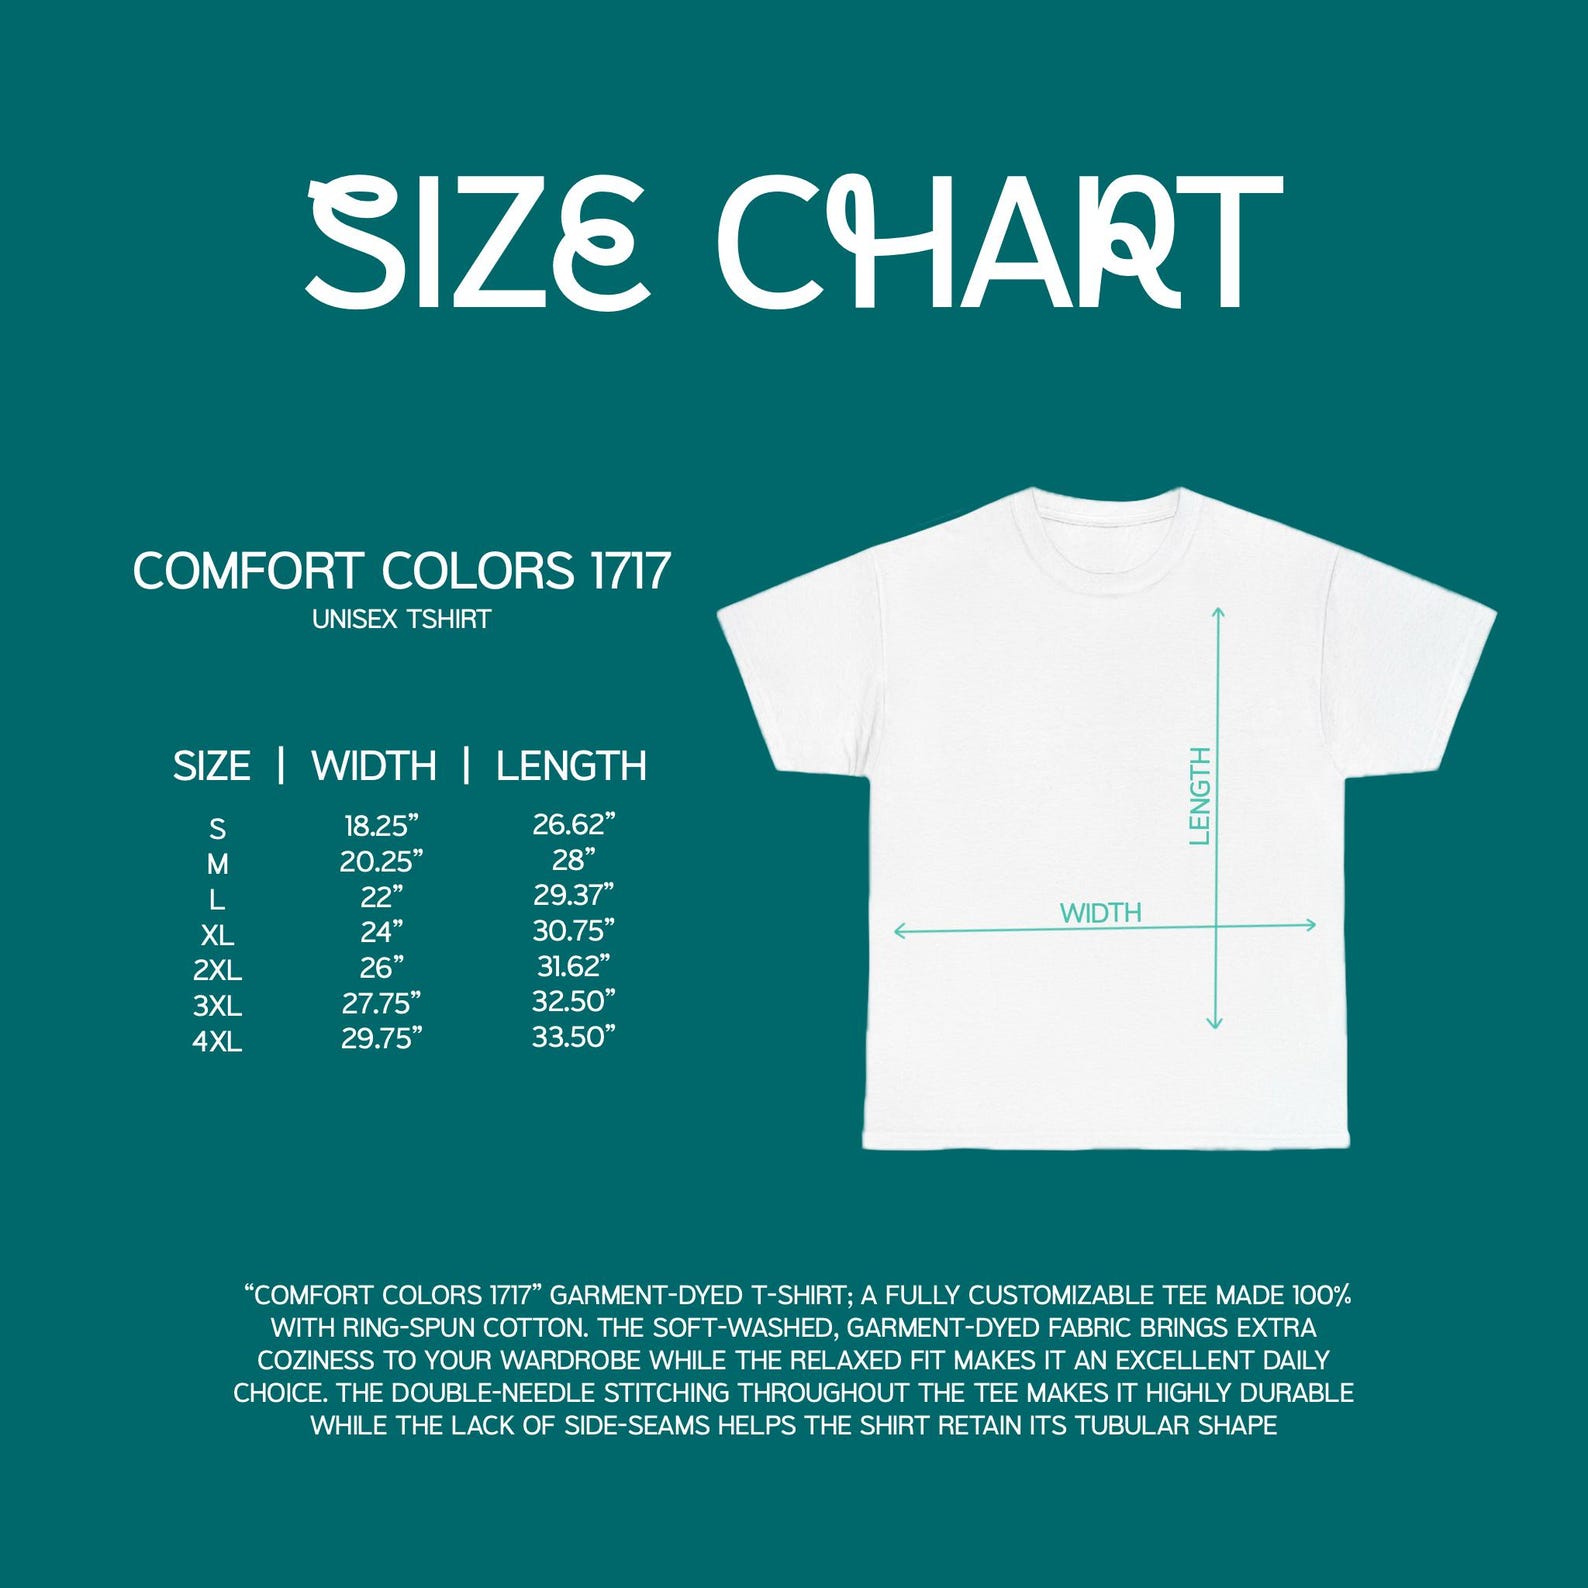 SIZE CHART
COMFORT COLORS 1717
UNISEX TSHIRT
SIZE | WIDTH | LENGTH
S 18.25” 26.62”
M 20.25” 28”
L 22” 29.37”
XL 24” 30.75”
2XL 26” 31.62”
3XL 27.75” 32.50”
4XL 29.75” 33.50”
LENGTH
WIDTH
“COMFORT COLORS 1717” GARMENT-DYED T-SHIRT; A FULLY CUSTOMIZABLE TEE MADE 100%
WITH RING-SPUN COTTON. THE SOFT-WASHED, GARMENT-DYED FABRIC BRINGS EXTRA
COZINESS TO YOUR WARDROBE WHILE THE RELAXED FIT MAKES IT AN EXCELLENT DAILY
CHOICE. THE DOUBLE-NEEDLE STITCHING THROUGHOUT THE TEE MAKES IT HIGHLY DURABLE
WHILE THE LACK OF SIDE-SEAMS HELPS THE SHIRT RETAIN ITS TUBULAR SHAPE